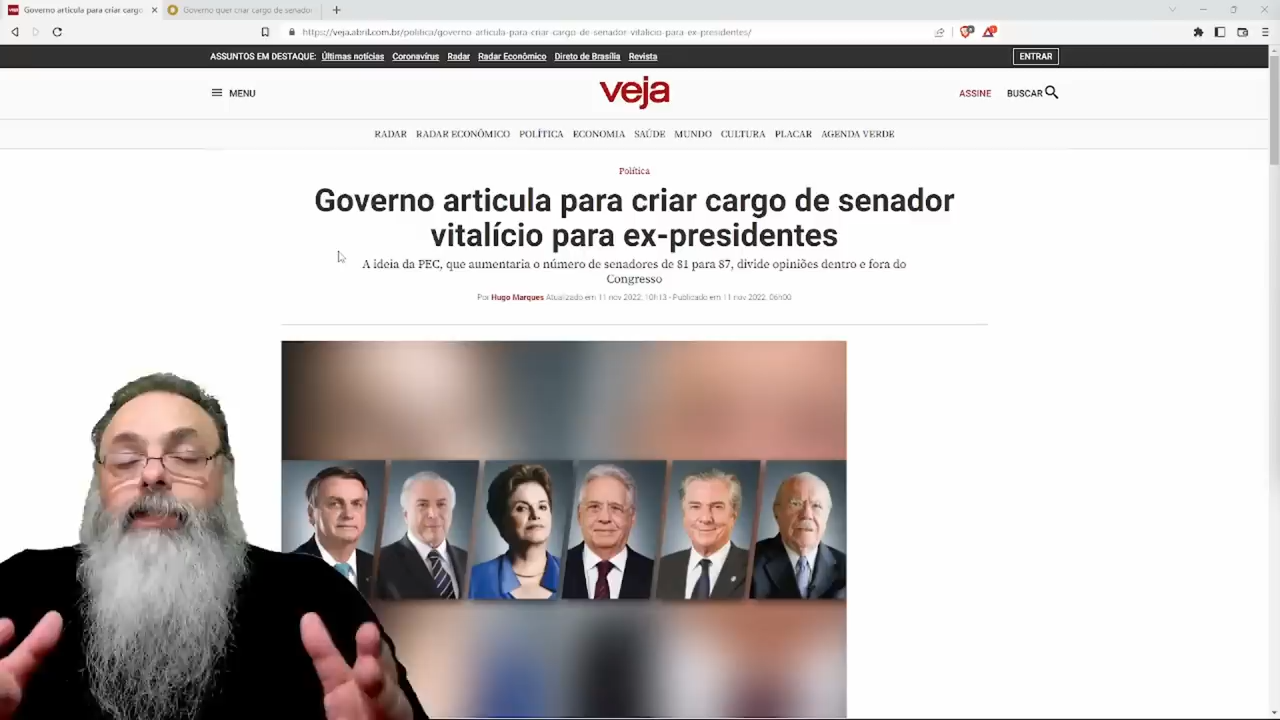 Governo articula para criar cargo
Governo quer criar cargo de senador
https://veja.abril.com.br/politica/governo-articula-para-criar-cargo-de-senador-vitalicio-para-ex-presidentes/
ASSUNTOS EM DESTAQUE: Últimas notícias Coronavírus Radar Radar Econômico Direto de Brasília Revista
ENTRAR
MENU
veja
ASSINE BUSCAR
RADAR RADAR ECONÔMICO POLÍTICA ECONOMIA SAÚDE MUNDO CULTURA PLACAR AGENDA VERDE
Política
Governo articula para criar cargo de senador
vitalício para ex-presidentes
A ideia da PEC, que aumentaria o número de senadores de 81 para 87, divide opiniões dentro e fora do
Congresso
Por Hugo Marques Atualizado em 11 nov 2022, 10h13 - Publicado em 11 nov 2022, 06h00